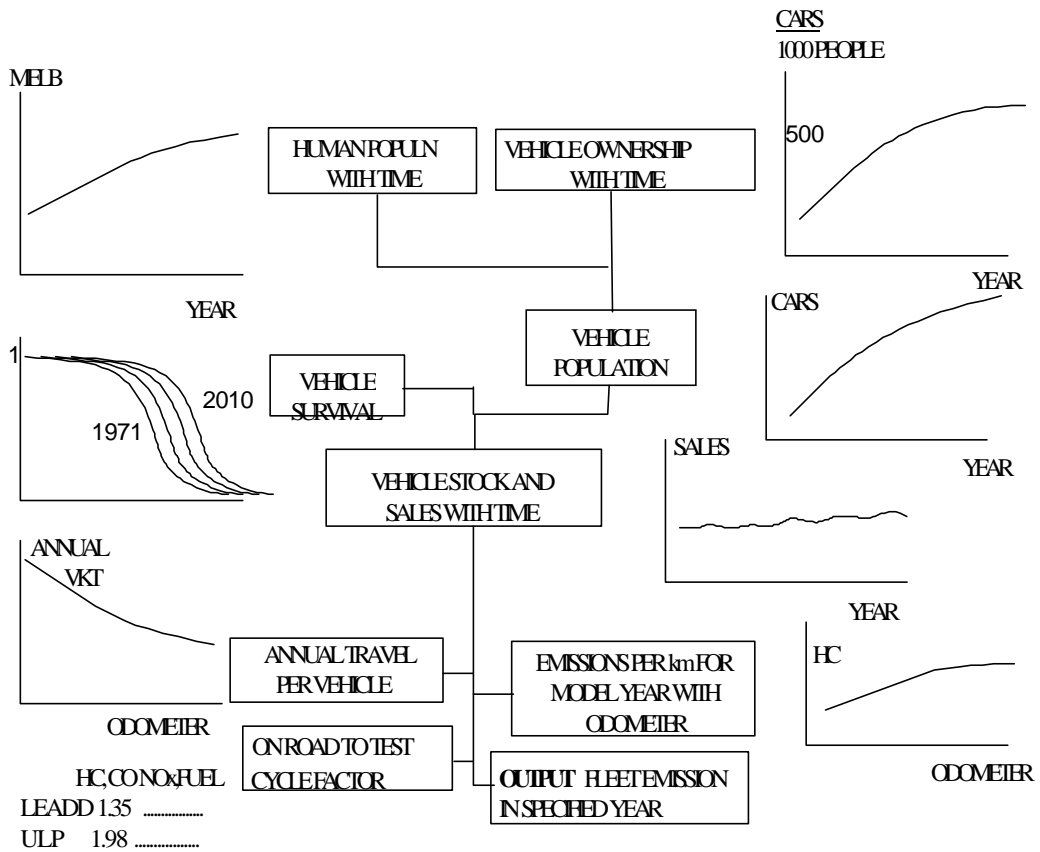 CARS
1000 PEOPLE
MELB
500
HUMAN POPULN
WITH TIME
VEHICLE OWNERSHIP
WITH TIME
YEAR
YEAR
CARS
VEHICLE
POPULATION
1
2010
1971
VEHICLE
SURVIVAL
SALES
YEAR
VEHICLE STOCK AND
SALES WITH TIME
ANNUAL
VKT
YEAR
HC
ANNUAL TRAVEL
PER VEHICLE
EMISSIONS PER km FOR
MODEL YEAR WITH
ODOMETER
ODOMETER
ON ROAD TO TEST
CYCLE FACTOR
ODOMETER
HC, CO NOx, FUEL
OUTPUT FLEET EMISSION
IN SPECIFIED YEAR
LEADD 1.35 ..................
ULP 1.98 ...................